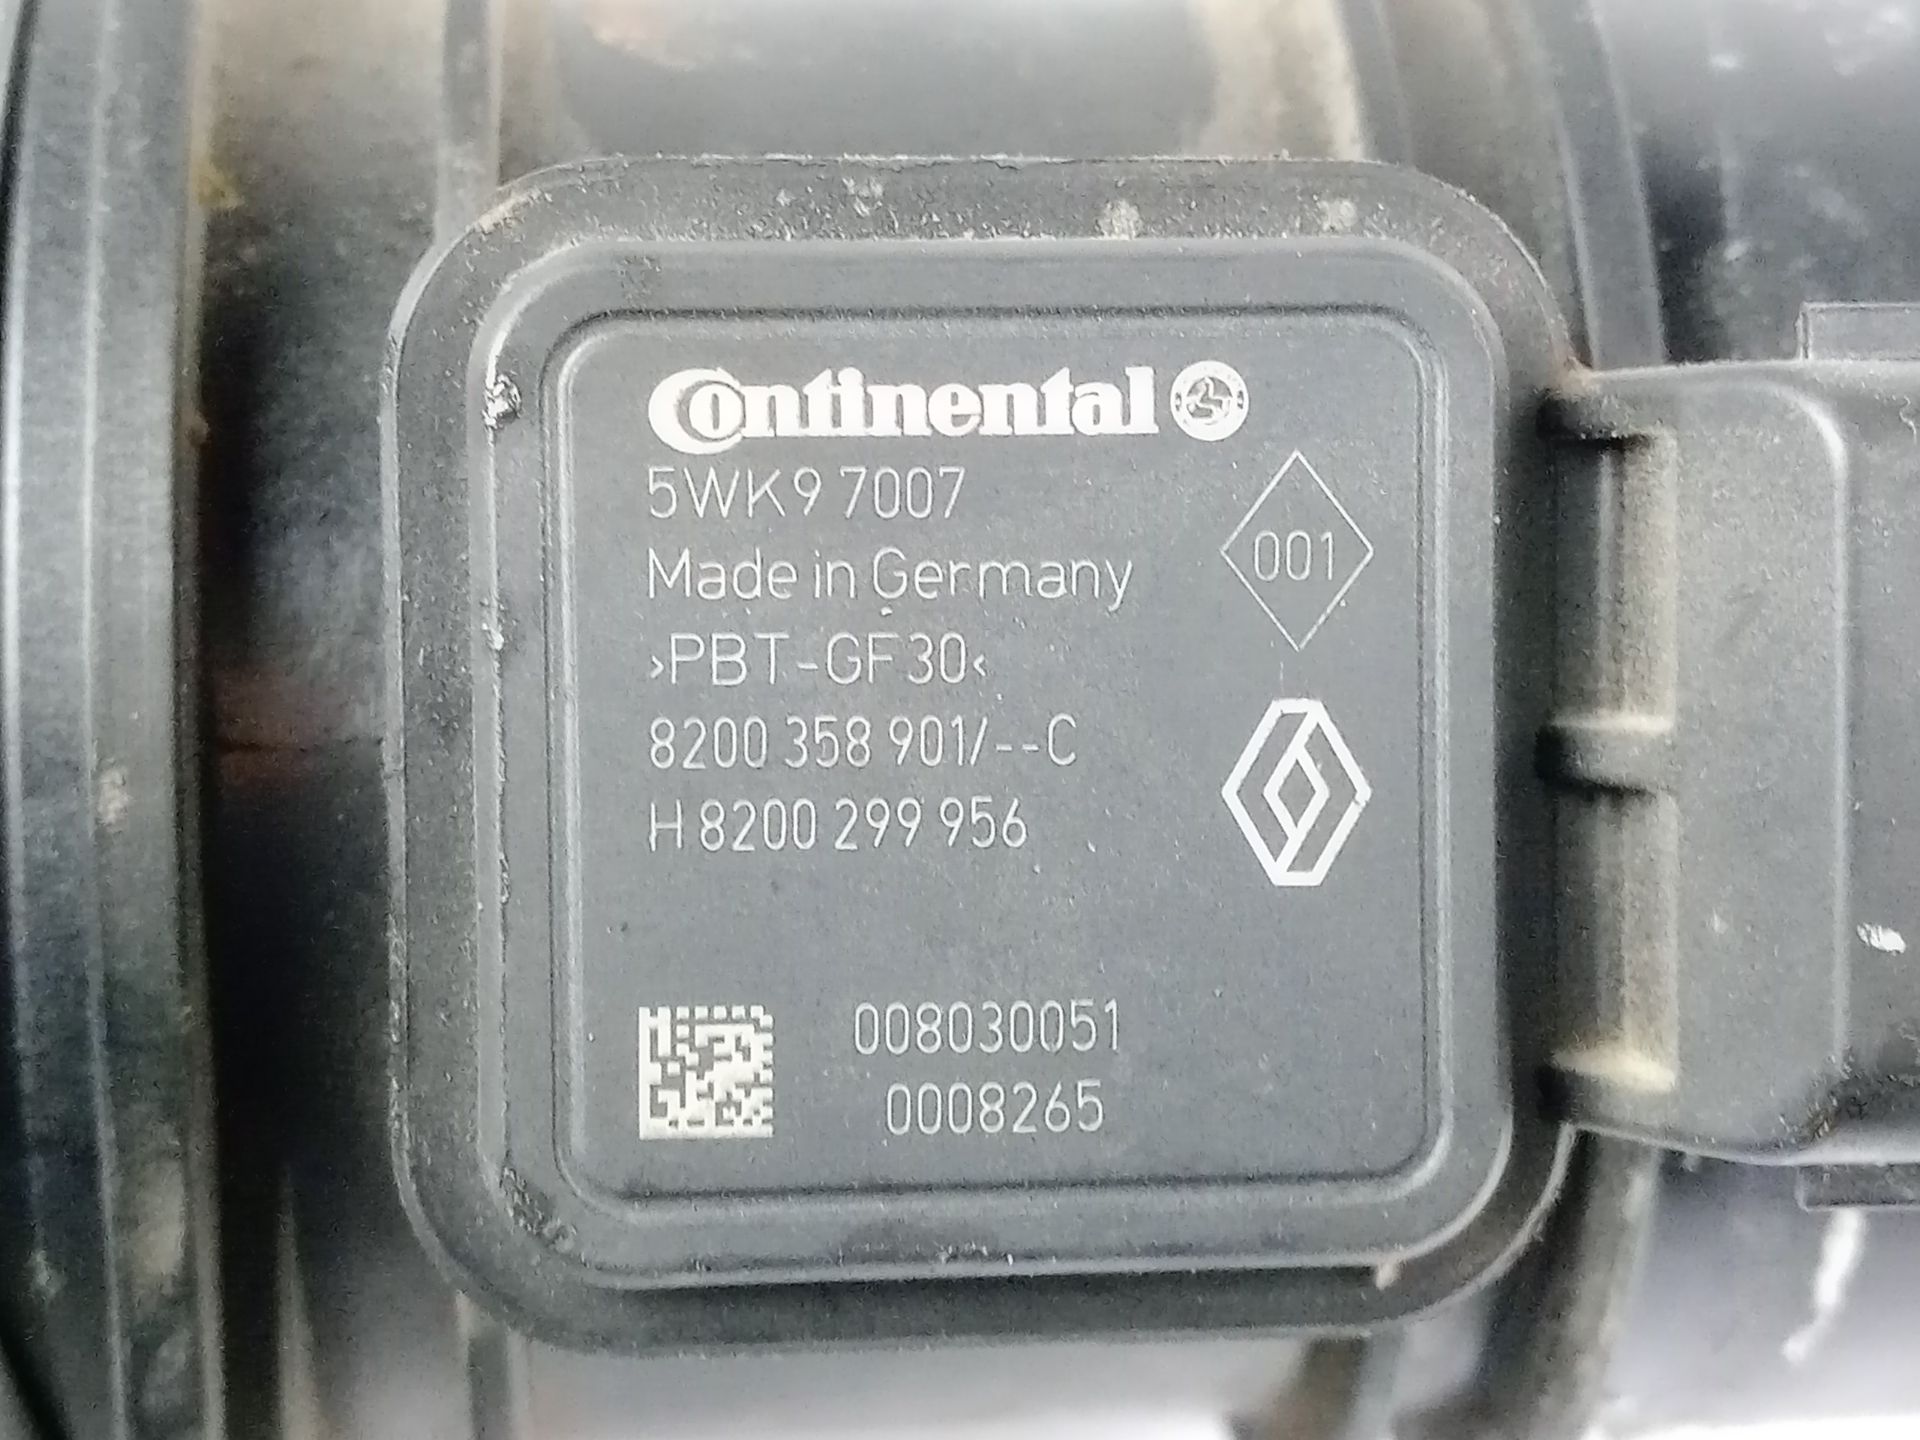 Continental
5WK9 7007
001
Made in Germany
>PBT-GF30<
8200 358 901/--C
H 8200 299 956
008030051
0008265